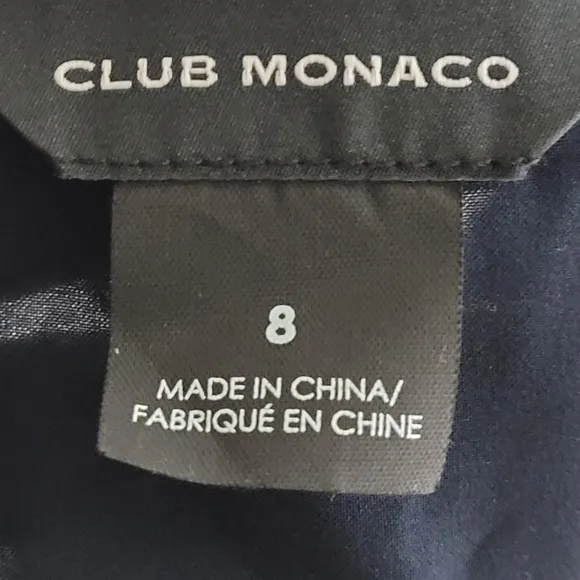 CLUB MONACO
8
MADE IN CHINA/
FABRIQUÉ EN CHINE